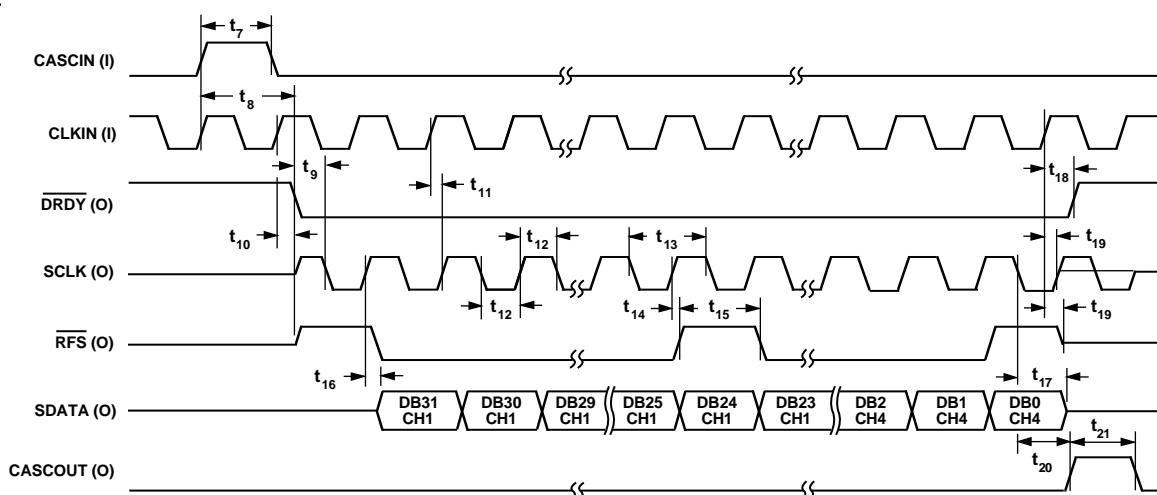 t7
CASCIN (I)
t8
CLKIN (I)
t9
t18
t11
DRDY (O)
t10
t12
t13
t19
SCLK (O)
t12
t14
t15
t19
RFS (O)
t16
t17
SDATA (O)
DB31 CH1
DB30 CH1
DB29 CH1
DB25 CH1
DB24 CH1
DB23 CH1
DB2 CH4
DB1 CH4
DB0 CH4
t21
t20
CASCOUT (O)